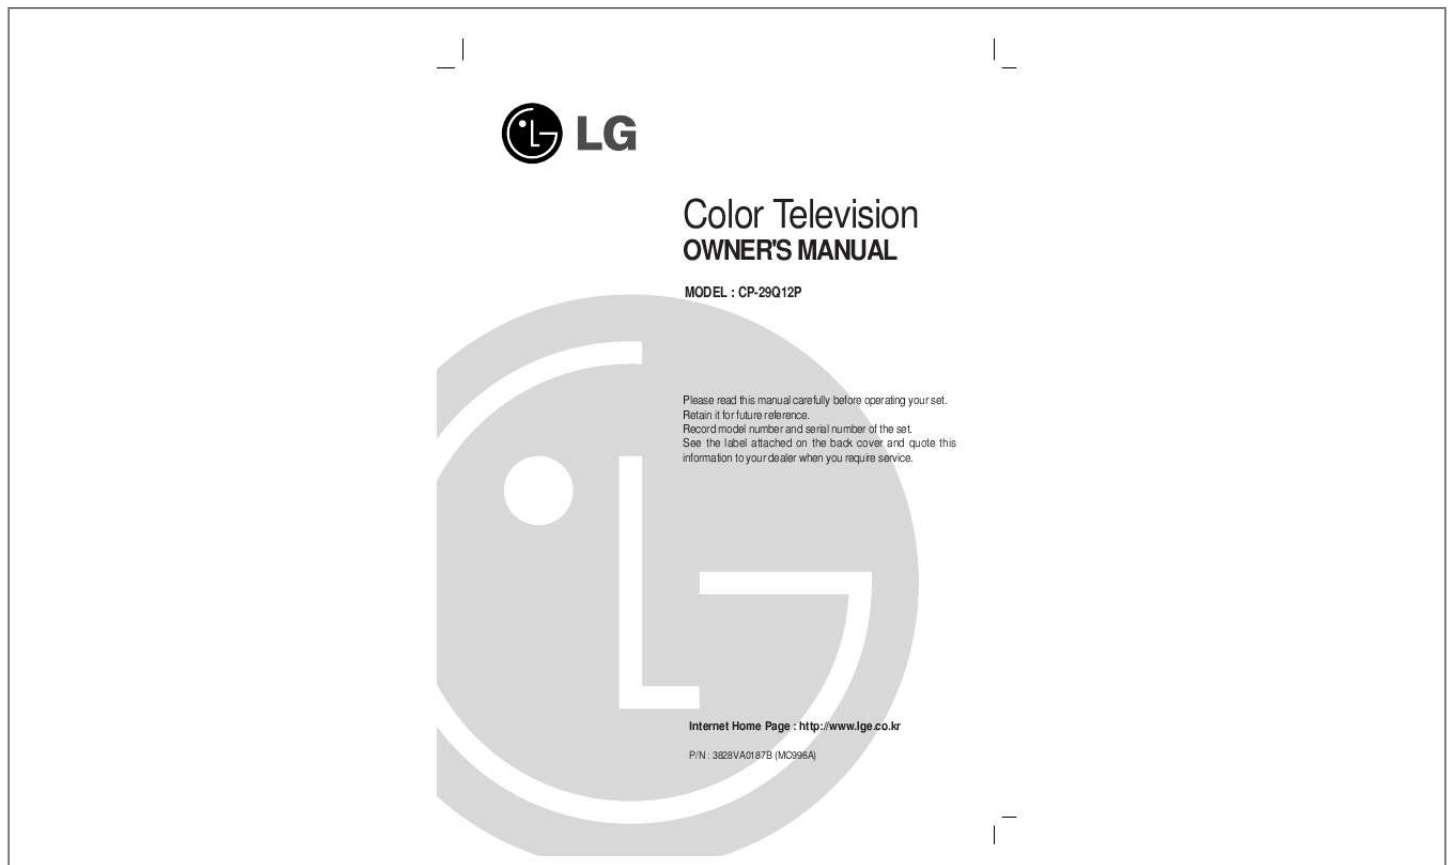 LG
Color Television
OWNER'S MANUAL
MODEL : CP-29Q12P
Please read this manual carefully before operating your set.
Retain it for future reference.
Record model number and serial number of the set.
See the label attached on the back cover and quote this
information to your dealer when you require service.
Internet Home Page : http://www.lge.co.kr
P/N : 3828VA0187B (MC996A)